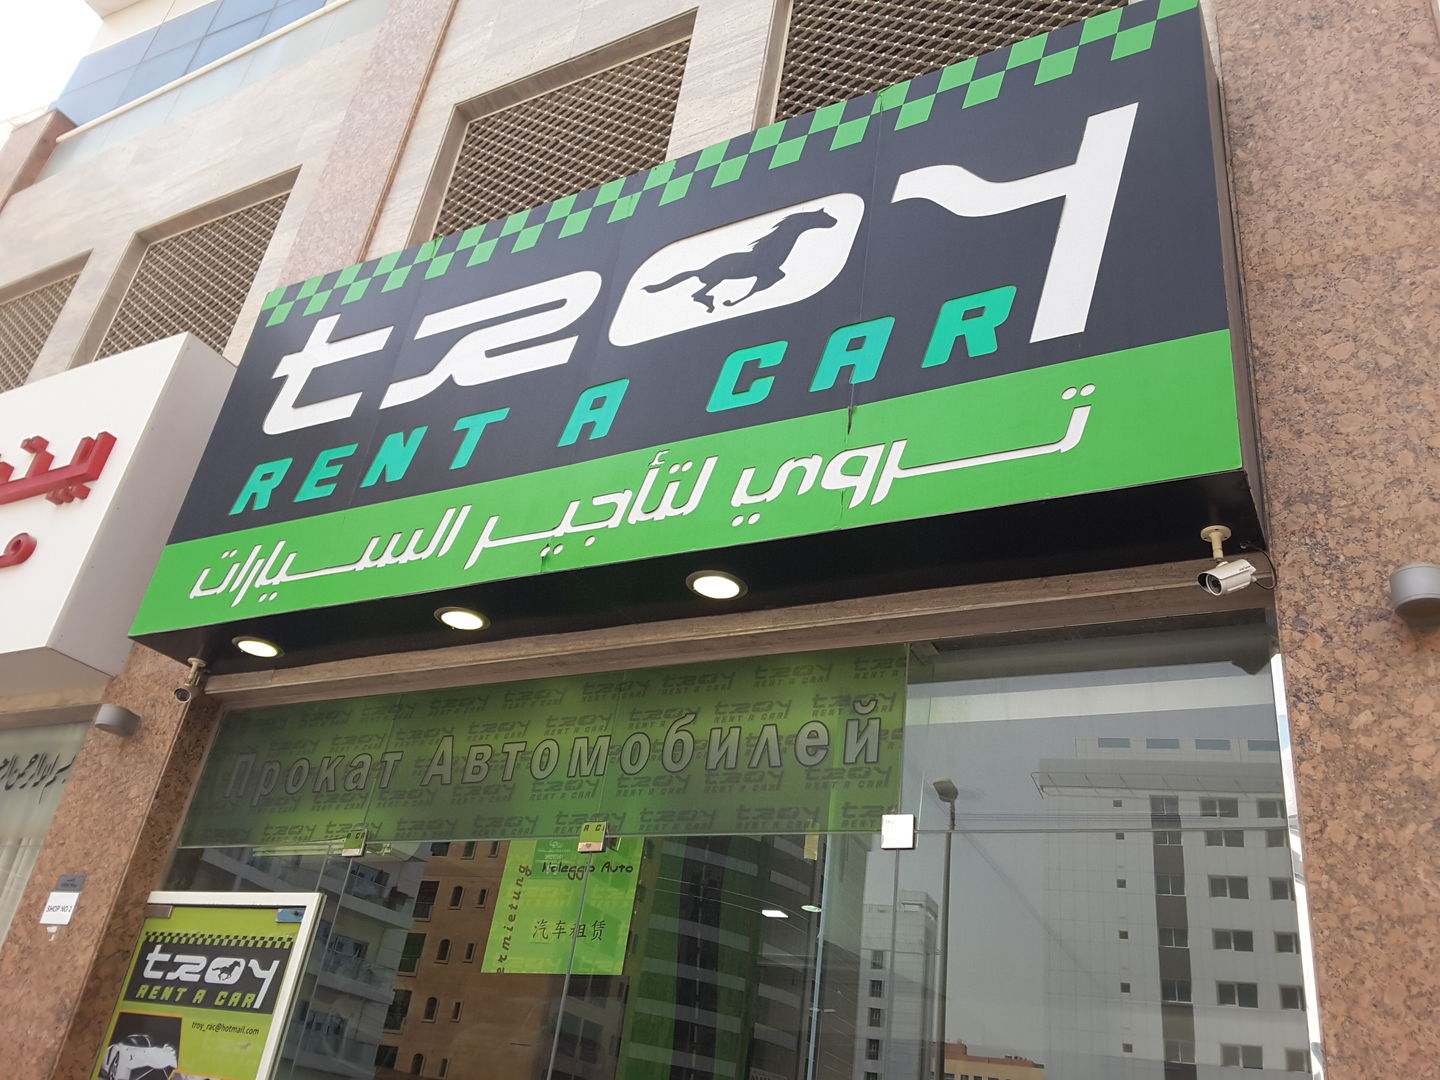 troy
RENT A CAR
تروي لتأجير السيارات
Прокат Автомобилей
Noleggio Auto
汽车租赁
SHOP NO 2
troy
RENT A CAR
troy_rac@hotmail.com